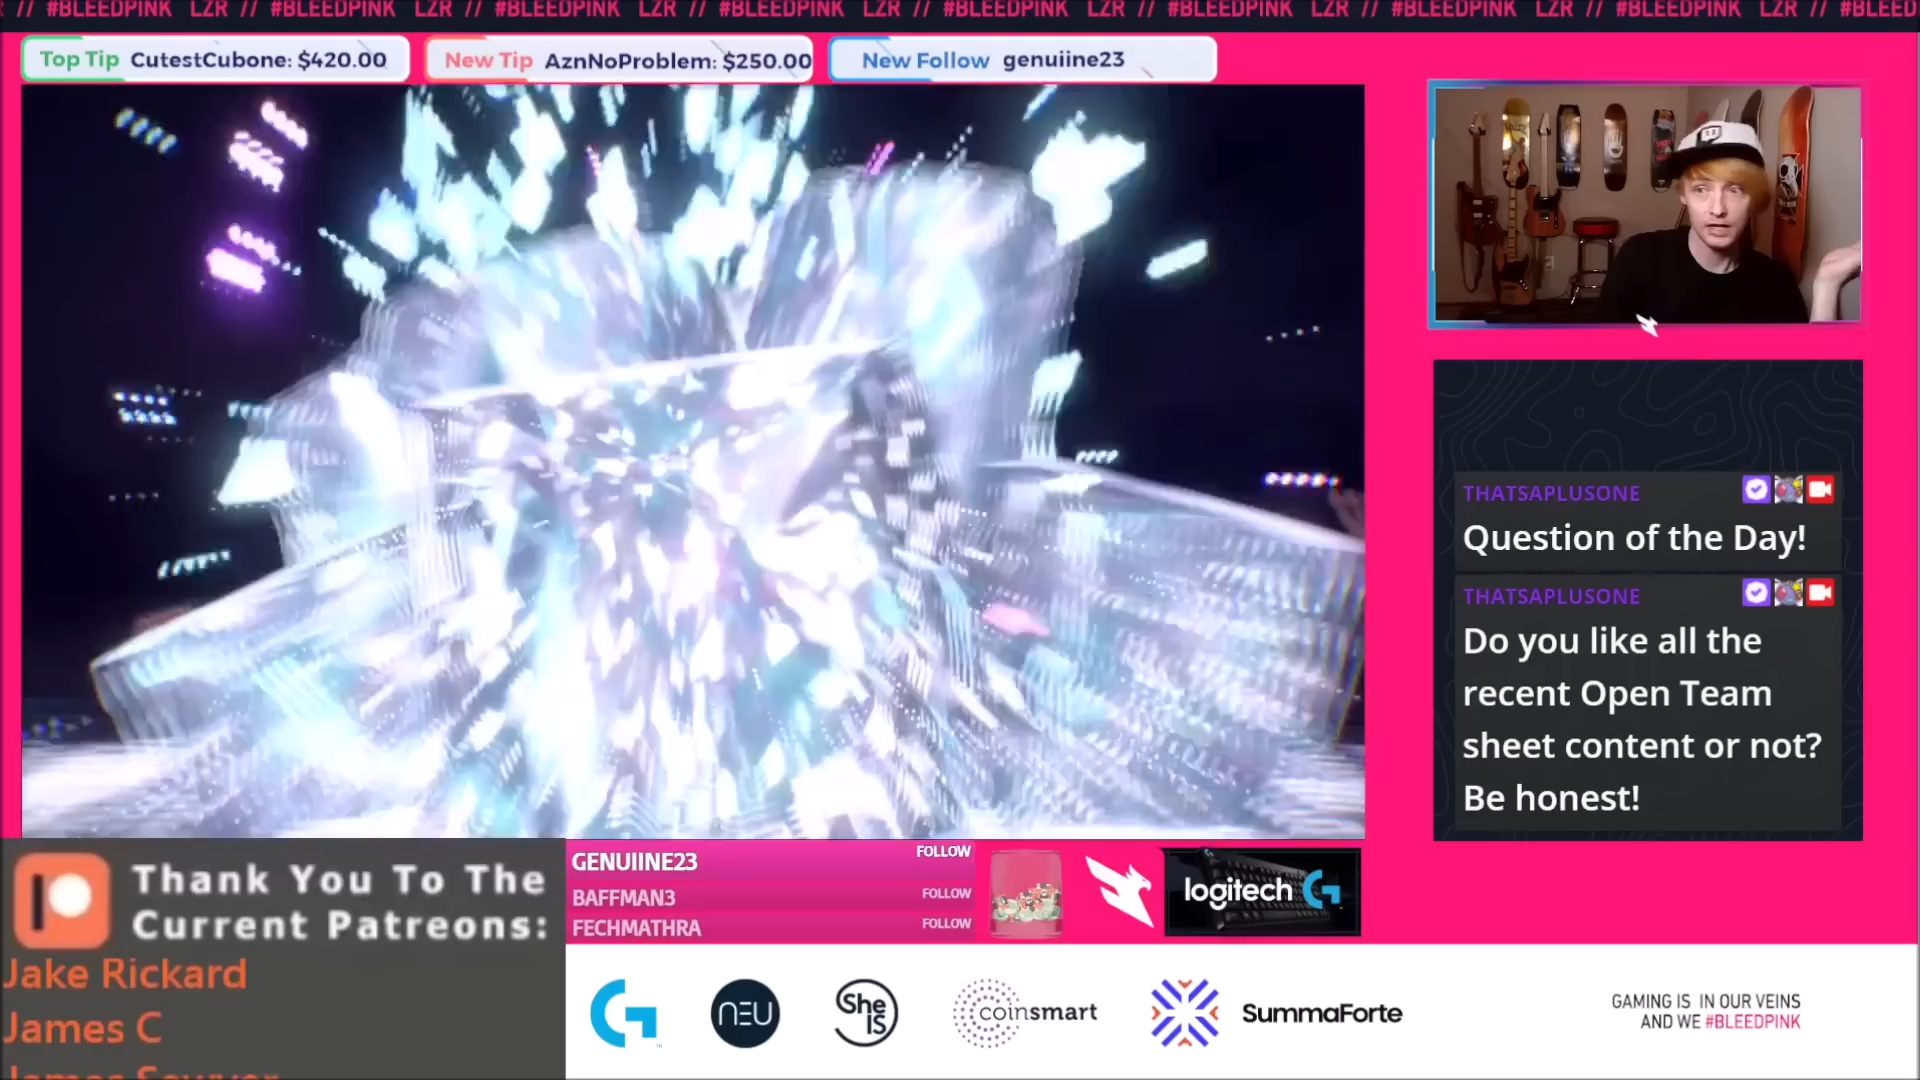 // #BLEEDPINK LZR // #BLEEDPINK LZR // #BLEEDPINK LZR // #BLEEDPINK LZR // #BLEEDPINK LZR // #BLEEDPINK LZR // #BLEEDPINK LZR // #BLEEDPINK LZR // #BLEED
Top Tip CutestCubone: $420.00
New Tip AznNoProblem: $250.00
New Follow genuiine23
THATSAPLUSONE
Question of the Day!
THATSAPLUSONE
Do you like all the
recent Open Team
sheet content or not?
Be honest!
Thank You To The
Current Patreons:
Jake Rickard
James C
James Sawyer
GENUIINE23 FOLLOW
BAFFMAN3 FOLLOW
FECHMATHRA FOLLOW
logitech G
NEU
She
IS
coinsmart
SummaForte
GAMING IS IN OUR VEINS
AND WE #BLEEDPINK